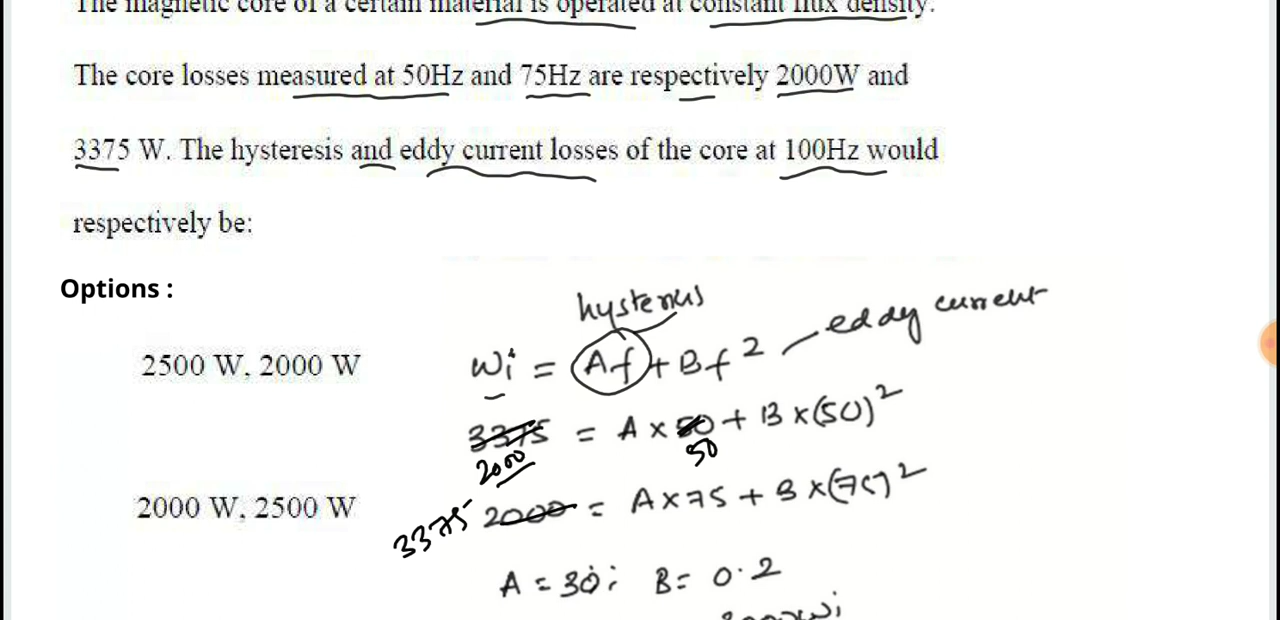 The magnetic core of a certain material is operated at constant flux density.
The core losses measured at 50Hz and 75Hz are respectively 2000W and
3375 W. The hysteresis and eddy current losses of the core at 100Hz would
respectively be:
Options :
hysteresis
eddy current
Wi = Af + Bf²
2500 W, 2000 W
3375 = A x 50 + B x (50)²
2000
50
2000 W, 2500 W
3375 2000 = A x 75 + B x (75)²
A = 30; B = 0.2